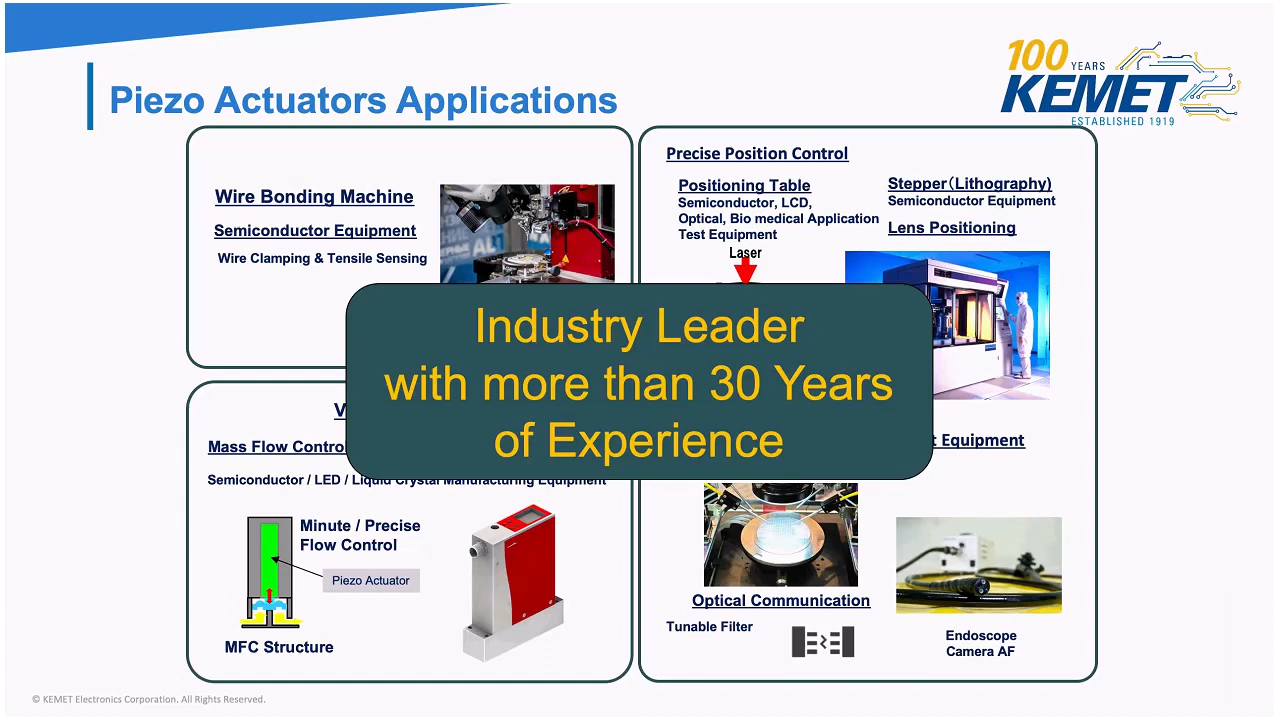 Piezo Actuators Applications
100 YEARS
KEMET
ESTABLISHED 1919
Wire Bonding Machine
Semiconductor Equipment
Wire Clamping & Tensile Sensing
Precise Position Control
Positioning Table
Semiconductor, LCD,
Optical, Bio medical Application
Test Equipment
Laser
Stepper(Lithography)
Semiconductor Equipment
Lens Positioning
Industry Leader
with more than 30 Years
of Experience
Mass Flow Control
Semiconductor / LED / Liquid Crystal Manufacturing Equipment
Minute / Precise
Flow Control
Piezo Actuator
MFC Structure
Equipment
Optical Communication
Tunable Filter
Endoscope
Camera AF
© KEMET Electronics Corporation. All Rights Reserved.